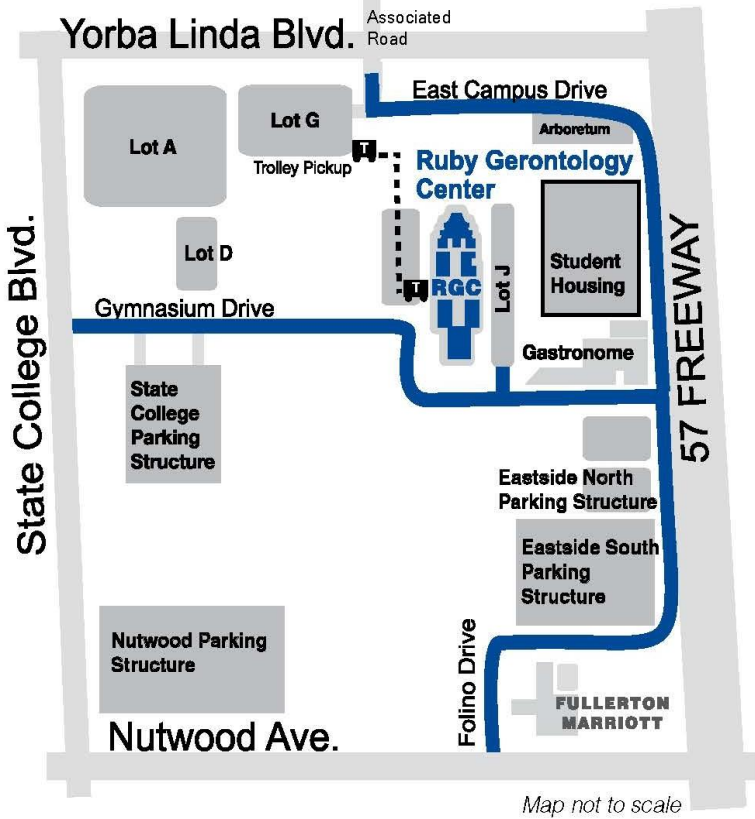 Associated
Road
Yorba Linda Blvd.
East Campus Drive
Arboretum
Lot A
Lot G
Trolley Pickup
T
Ruby Gerontology
Center
Lot D
Student
Housing
T
RGC
Lot J
Gymnasium Drive
Gastronome
State College Blvd.
57 FREEWAY
State
College
Parking
Structure
Eastside North
Parking Structure
Eastside South
Parking
Structure
Nutwood Parking
Structure
Folino Drive
FULLERTON
MARRIOTT
Nutwood Ave.
Map not to scale